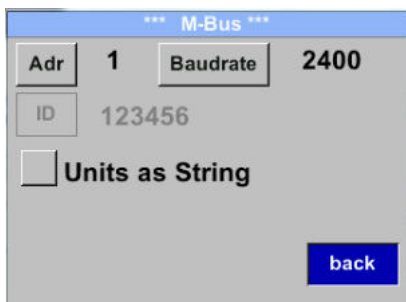 *** M-Bus ***
Adr 1 Baudrate 2400
ID 123456
Units as String
back